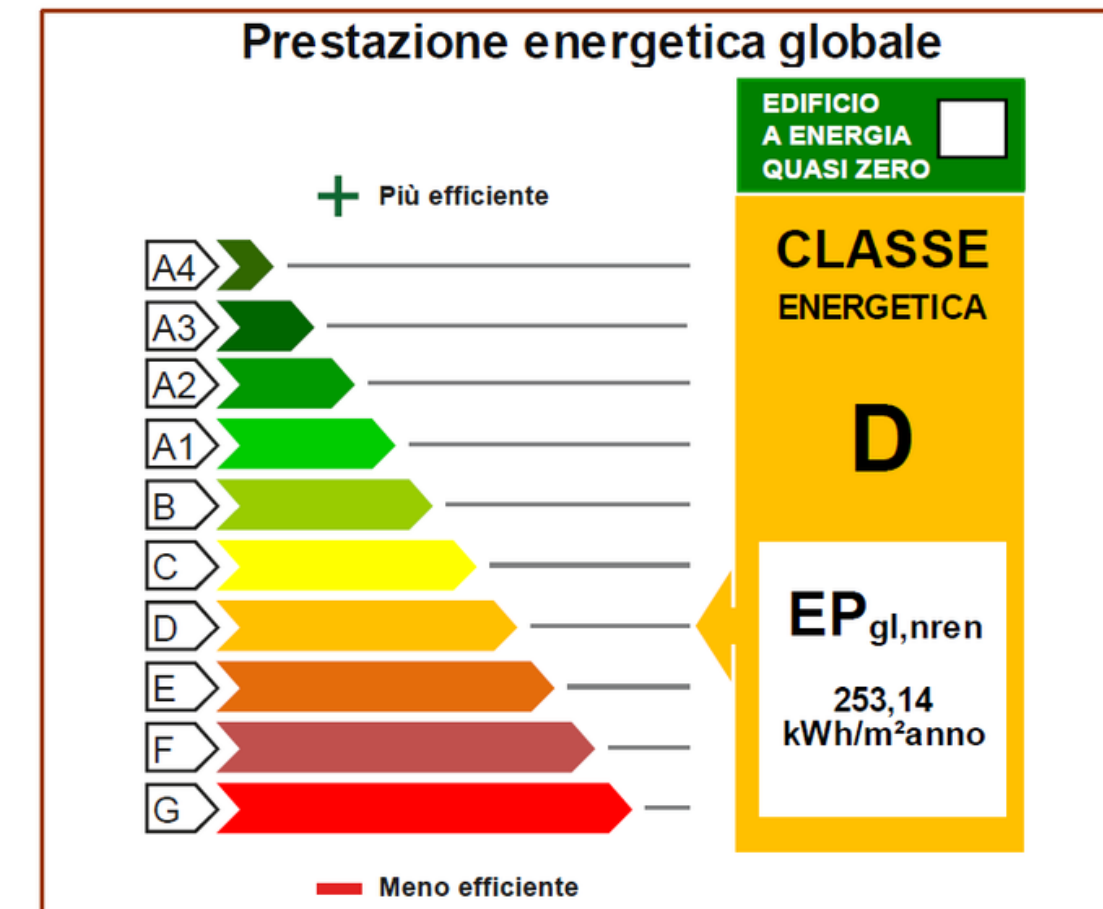 Prestazione energetica globale
EDIFICIO
A ENERGIA
QUASI ZERO
+ Più efficiente
A4
A3
A2
A1
B
C
D
E
F
G
Meno efficiente
CLASSE
ENERGETICA
D
EPgl,nren
253,14
kWh/m²anno